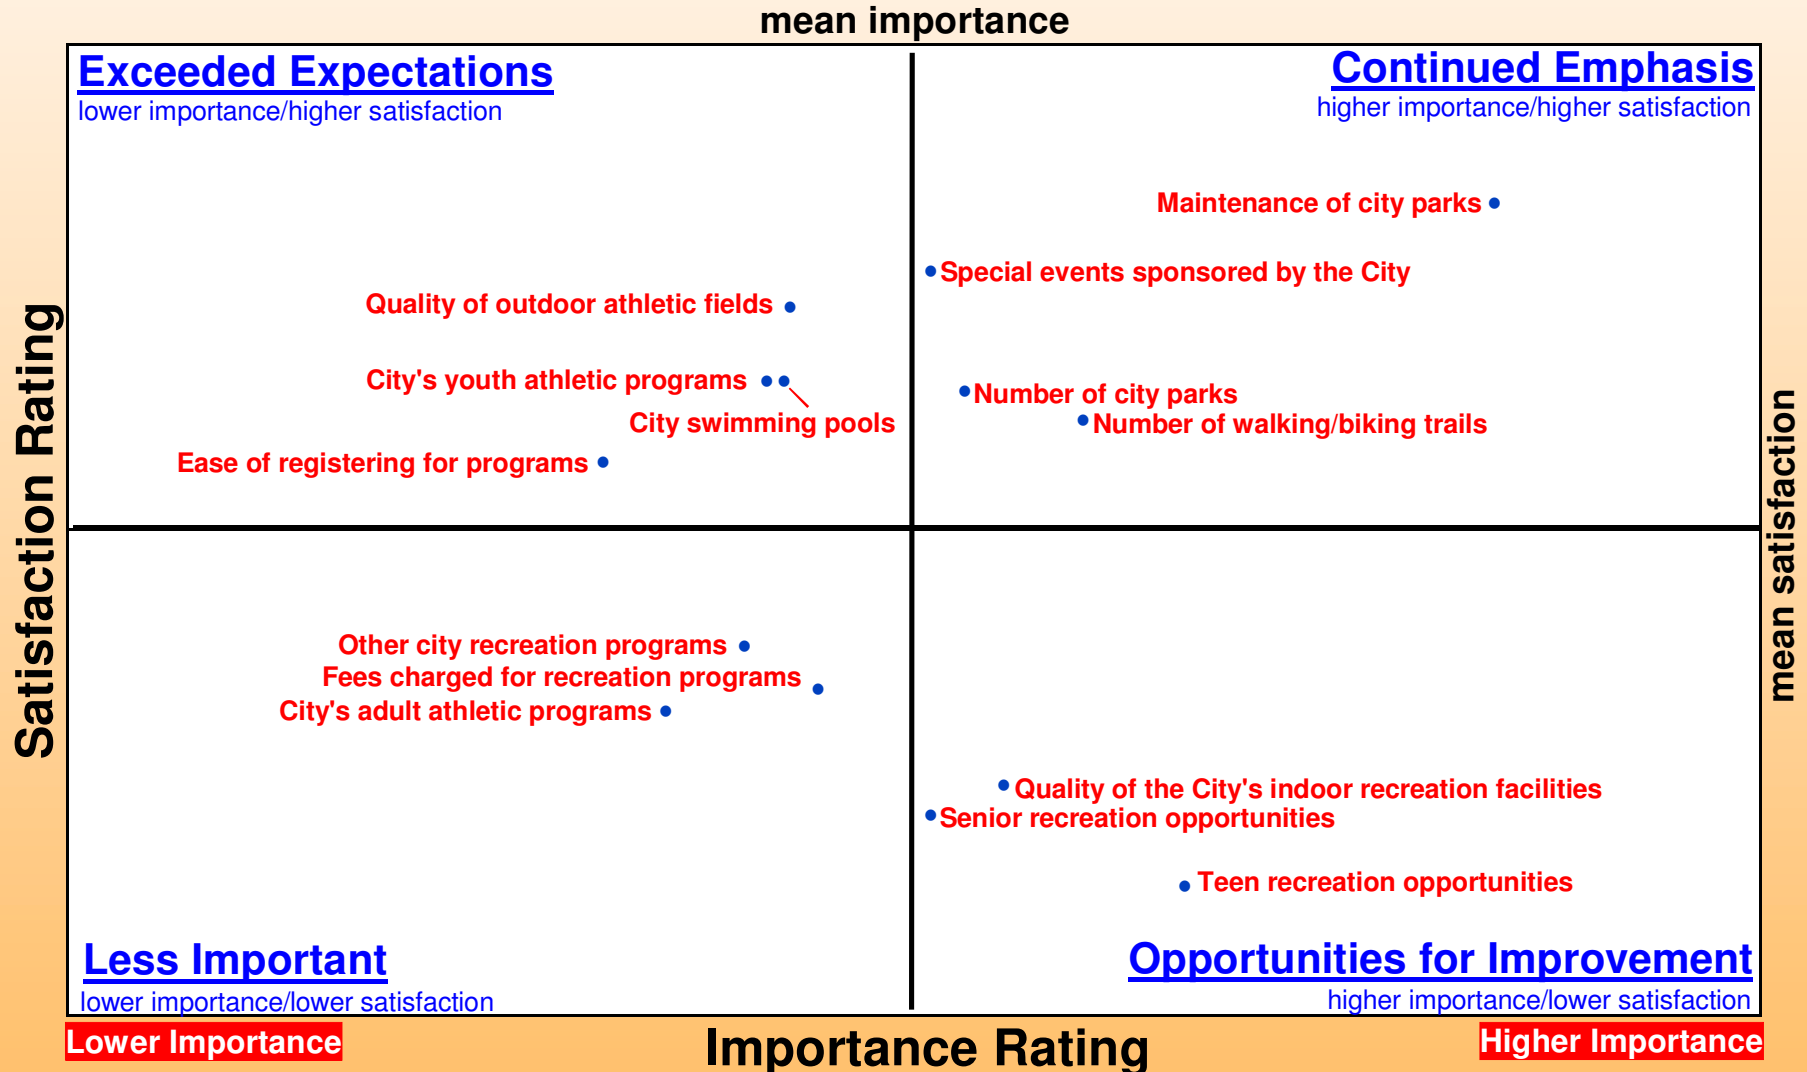 mean importance
Exceeded Expectations
lower importance/higher satisfaction
Continued Emphasis
higher importance/higher satisfaction
Maintenance of city parks
Special events sponsored by the City
Quality of outdoor athletic fields
City's youth athletic programs
City swimming pools
Number of city parks
Number of walking/biking trails
Ease of registering for programs
Satisfaction Rating
mean satisfaction
Other city recreation programs
Fees charged for recreation programs
City's adult athletic programs
Quality of the City's indoor recreation facilities
Senior recreation opportunities
Teen recreation opportunities
Less Important
lower importance/lower satisfaction
Opportunities for Improvement
higher importance/lower satisfaction
Lower Importance
Importance Rating
Higher Importance